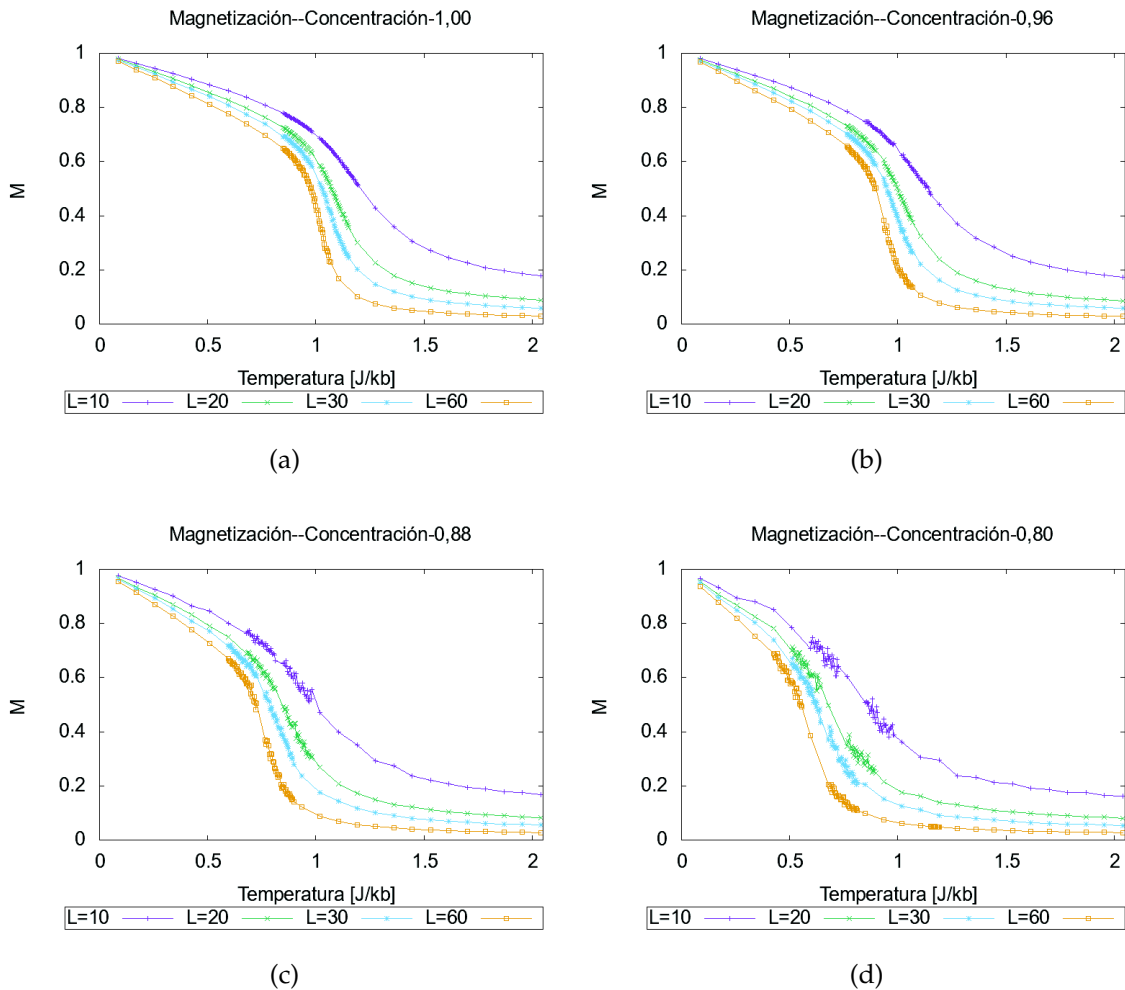 Magnetización--Concentración-1,00
1
0.8
0.6
0.4
0.2
0
M
0 0.5 1 1.5 2
Temperatura [J/kb]
L=10 L=20 L=30 L=60
(a)
Magnetización--Concentración-0,96
1
0.8
0.6
0.4
0.2
0
M
0 0.5 1 1.5 2
Temperatura [J/kb]
L=10 L=20 L=30 L=60
(b)
Magnetización--Concentración-0,88
1
0.8
0.6
0.4
0.2
0
M
0 0.5 1 1.5 2
Temperatura [J/kb]
L=10 L=20 L=30 L=60
(c)
Magnetización--Concentración-0,80
1
0.8
0.6
0.4
0.2
0
M
0 0.5 1 1.5 2
Temperatura [J/kb]
L=10 L=20 L=30 L=60
(d)